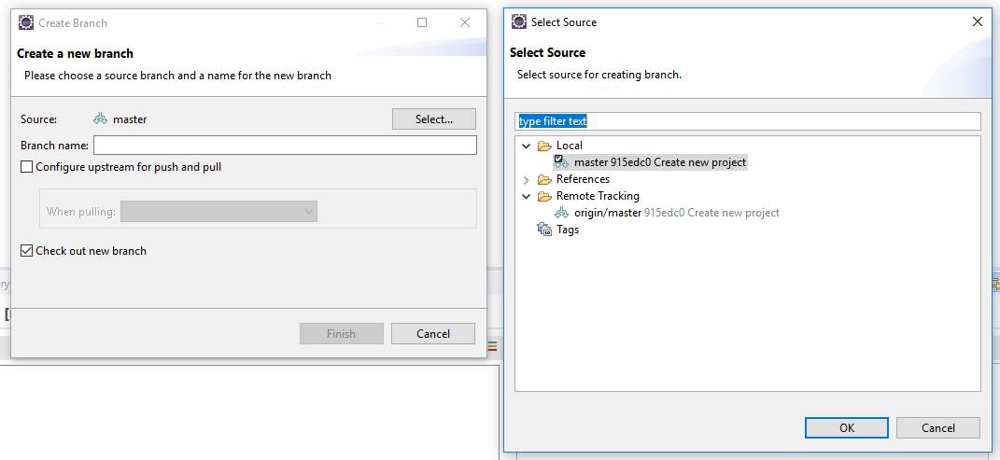 Create Branch
Create a new branch
Please choose a source branch and a name for the new branch
Source: master Select...
Branch name:
Configure upstream for push and pull
When pulling:
Check out new branch
Finish Cancel
ry
[
Select Source
Select Source
Select source for creating branch.
type filter text
Local
master 915edc0 Create new project
References
Remote Tracking
origin/master 915edc0 Create new project
Tags
OK Cancel